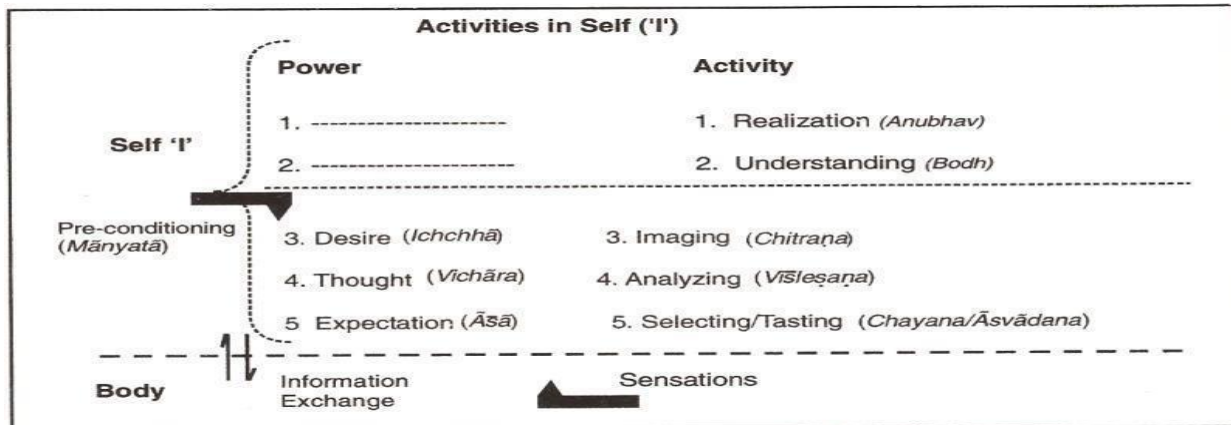 Activities in Self ('I')
Power Activity
1. ------------------------ 1. Realization (Anubhav)
Self 'I'
2. ------------------------ 2. Understanding (Bodh)
Pre-conditioning
(Mānyatā)
3. Desire (Ichchhā) 3. Imaging (Chitraṇa)
4. Thought (Vichāra) 4. Analyzing (Viśleṣaṇa)
5 Expectation (Āśā) 5. Selecting/Tasting (Chayana/Āsvādana)
Body Information Sensations
Exchange